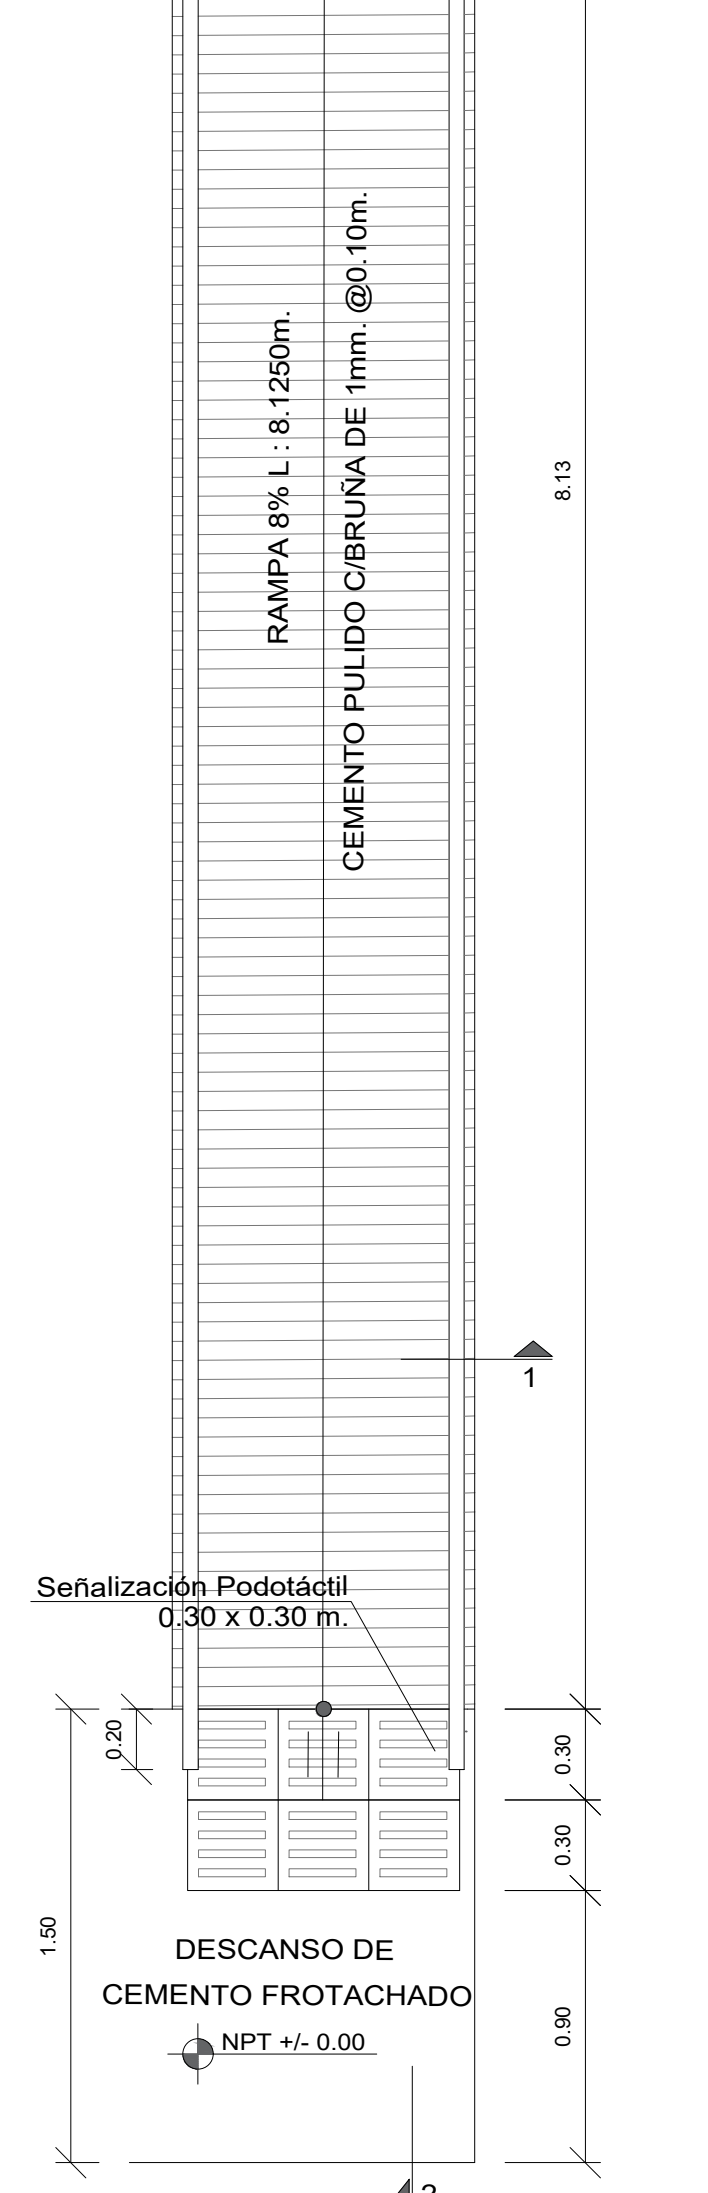 RAMPA 8% L : 8.1250m.
CEMENTO PULIDO C/BRUÑA DE 1mm. @0.10m.
8.13
1
Señalización Podotáctil
0.30 x 0.30 m.
0.20
0.30
0.30
1.50
DESCANSO DE
CEMENTO FROTACHADO
NPT +/- 0.00
0.90
2